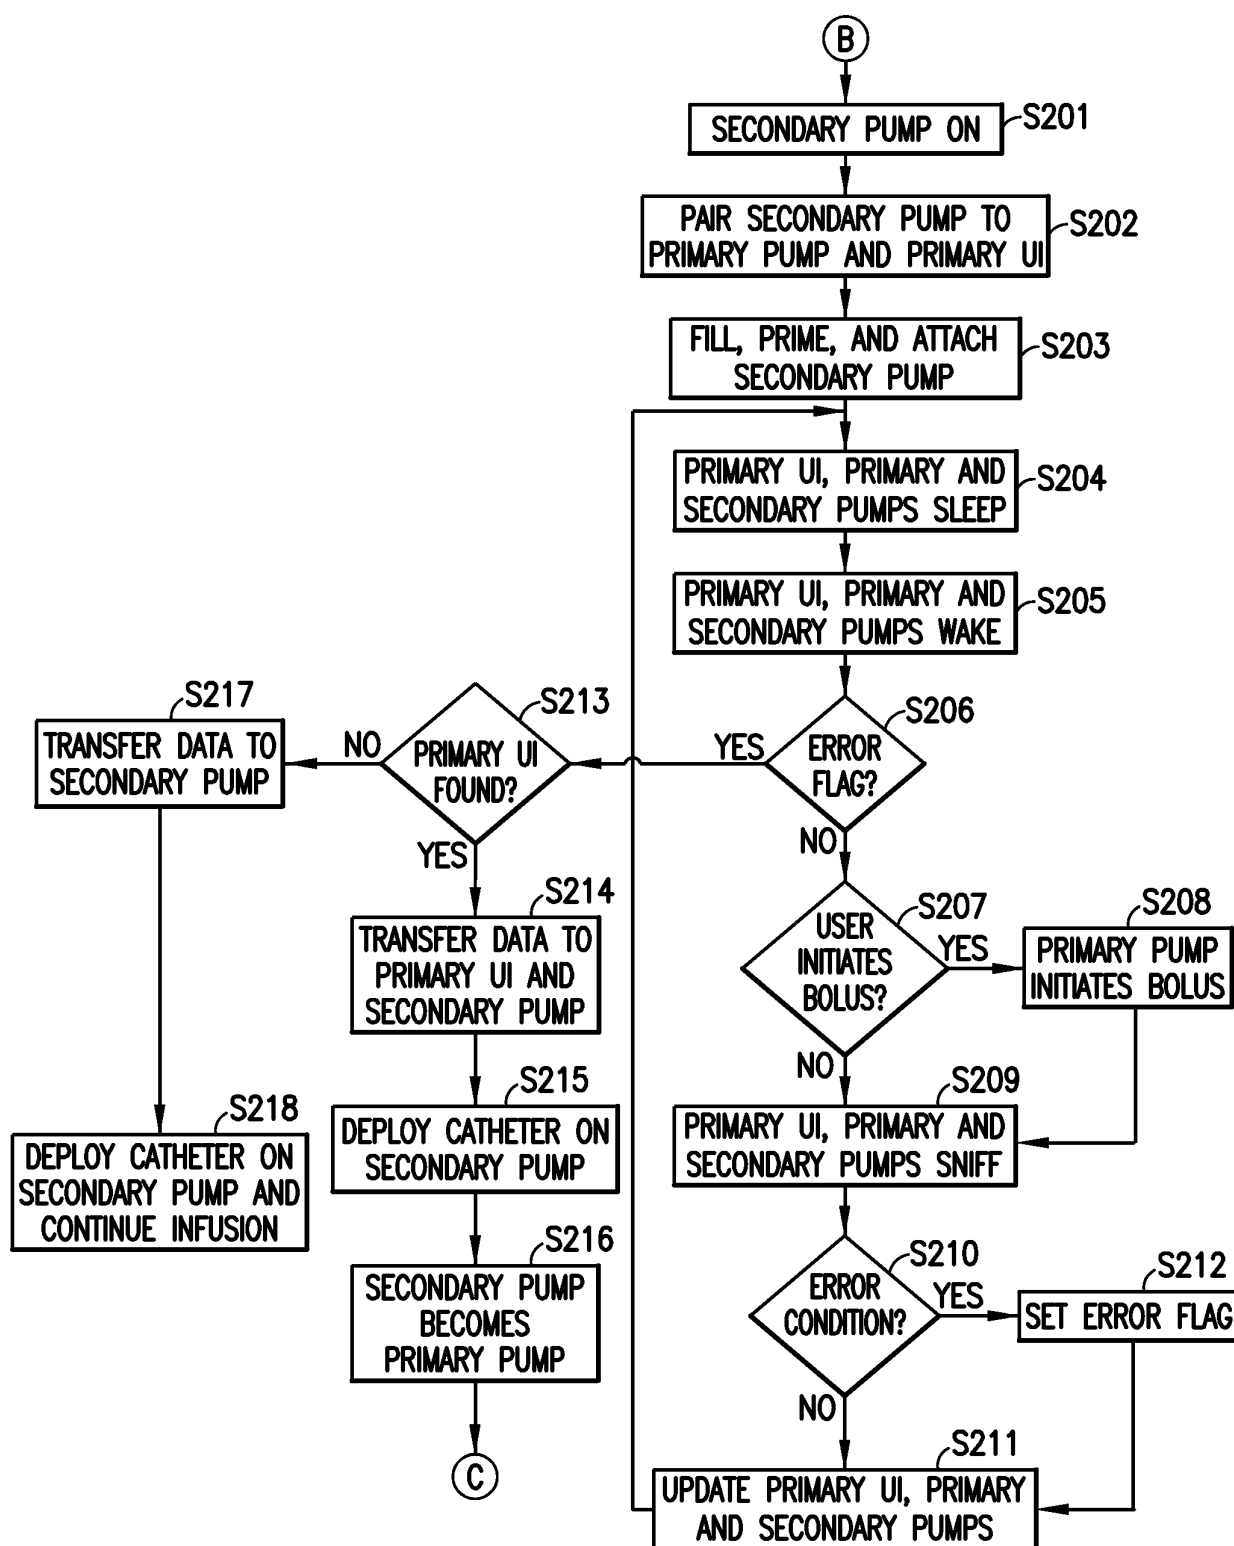 B
SECONDARY PUMP ON
S201
PAIR SECONDARY PUMP TO
PRIMARY PUMP AND PRIMARY UI
S202
FILL, PRIME, AND ATTACH
SECONDARY PUMP
S203
PRIMARY UI, PRIMARY AND
SECONDARY PUMPS SLEEP
S204
PRIMARY UI, PRIMARY AND
SECONDARY PUMPS WAKE
S205
ERROR
FLAG?
S206
YES
NO
PRIMARY UI
FOUND?
S213
NO
YES
TRANSFER DATA TO
SECONDARY PUMP
S217
DEPLOY CATHETER ON
SECONDARY PUMP AND
CONTINUE INFUSION
S218
TRANSFER DATA TO
PRIMARY UI AND
SECONDARY PUMP
S214
DEPLOY CATHETER ON
SECONDARY PUMP
S215
SECONDARY PUMP
BECOMES
PRIMARY PUMP
S216
C
USER
INITIATES
BOLUS?
S207
YES
NO
PRIMARY PUMP
INITIATES BOLUS
S208
PRIMARY UI, PRIMARY AND
SECONDARY PUMPS SNIFF
S209
ERROR
CONDITION?
S210
YES
NO
SET ERROR FLAG
S212
UPDATE PRIMARY UI, PRIMARY
AND SECONDARY PUMPS
S211